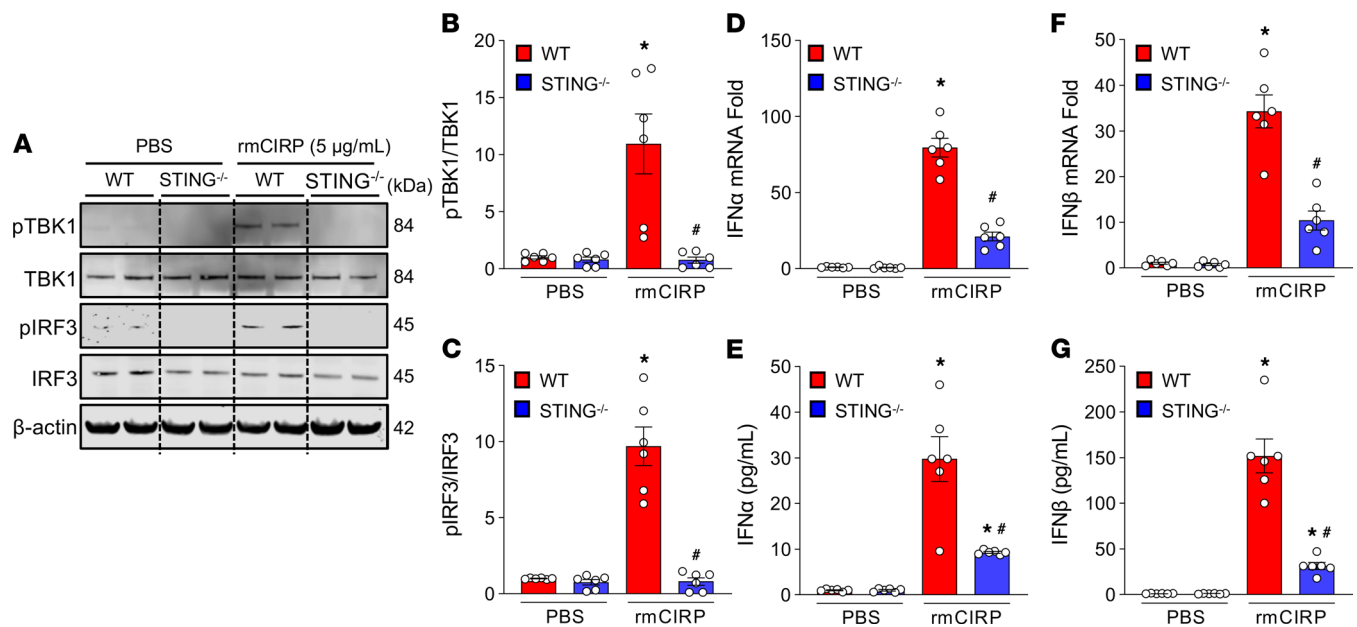 A
PBS
rmCIRP (5 µg/mL)
WT
STING-/-
WT
STING-/-
(kDa)
pTBK1
84
TBK1
84
pIRF3
45
IRF3
45
β-actin
42
B
20
15
10
5
0
pTBK1/TBK1
WT
STING-/-
*
#
PBS
rmCIRP
C
15
10
5
0
pIRF3/IRF3
WT
STING-/-
*
#
PBS
rmCIRP
D
150
100
50
0
IFNα mRNA Fold
WT
STING-/-
*
#
PBS
rmCIRP
E
50
40
30
20
10
0
IFNα (pg/mL)
WT
STING-/-
*
* #
PBS
rmCIRP
F
50
40
30
20
10
0
IFNβ mRNA Fold
WT
STING-/-
*
#
PBS
rmCIRP
G
250
200
150
100
50
0
IFNβ (pg/mL)
WT
STING-/-
*
* #
PBS
rmCIRP